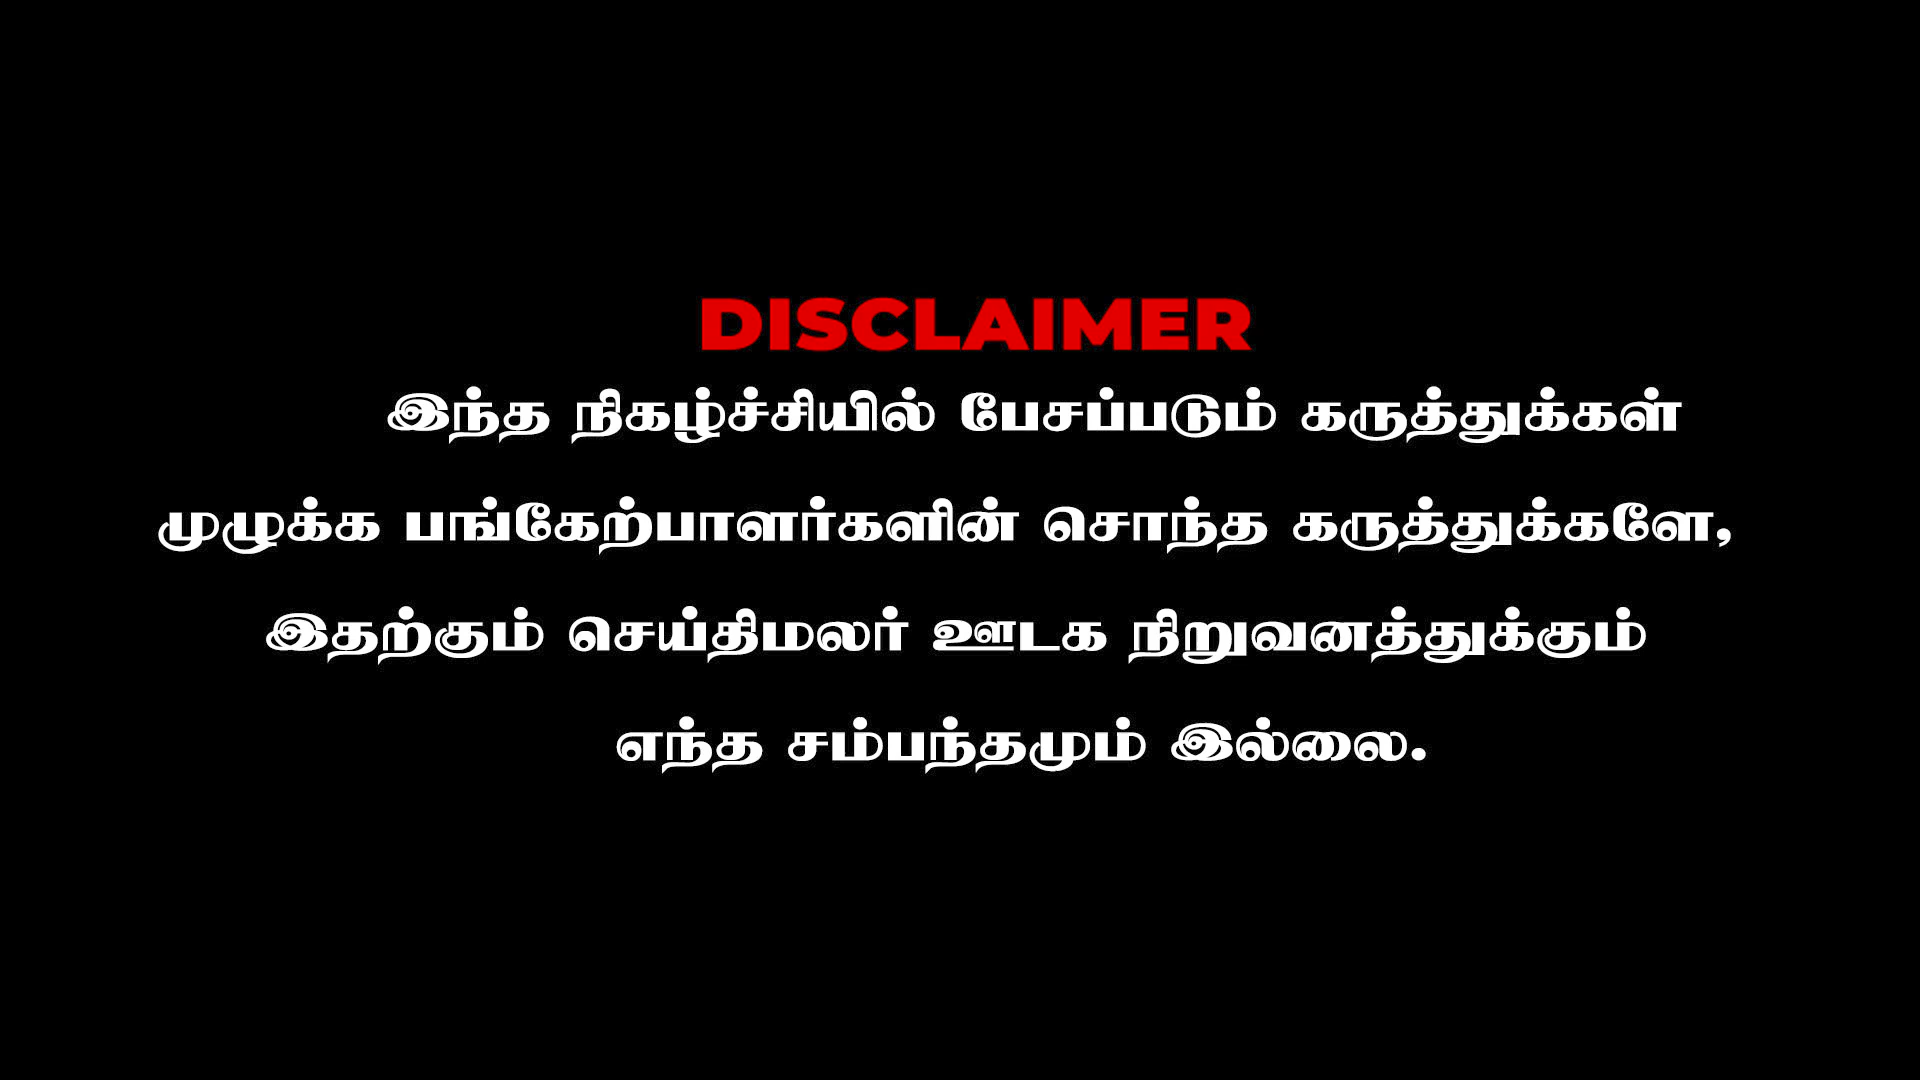 DISCLAIMER
இந்த நிகழ்ச்சியில் பேசப்படும் கருத்துக்கள்
முழுக்க பங்கேற்பாளர்களின் சொந்த கருத்துக்களே,
இதற்கும் செய்திமலர் ஊடக நிறுவனத்துக்கும்
எந்த சம்பந்தமும் இல்லை.